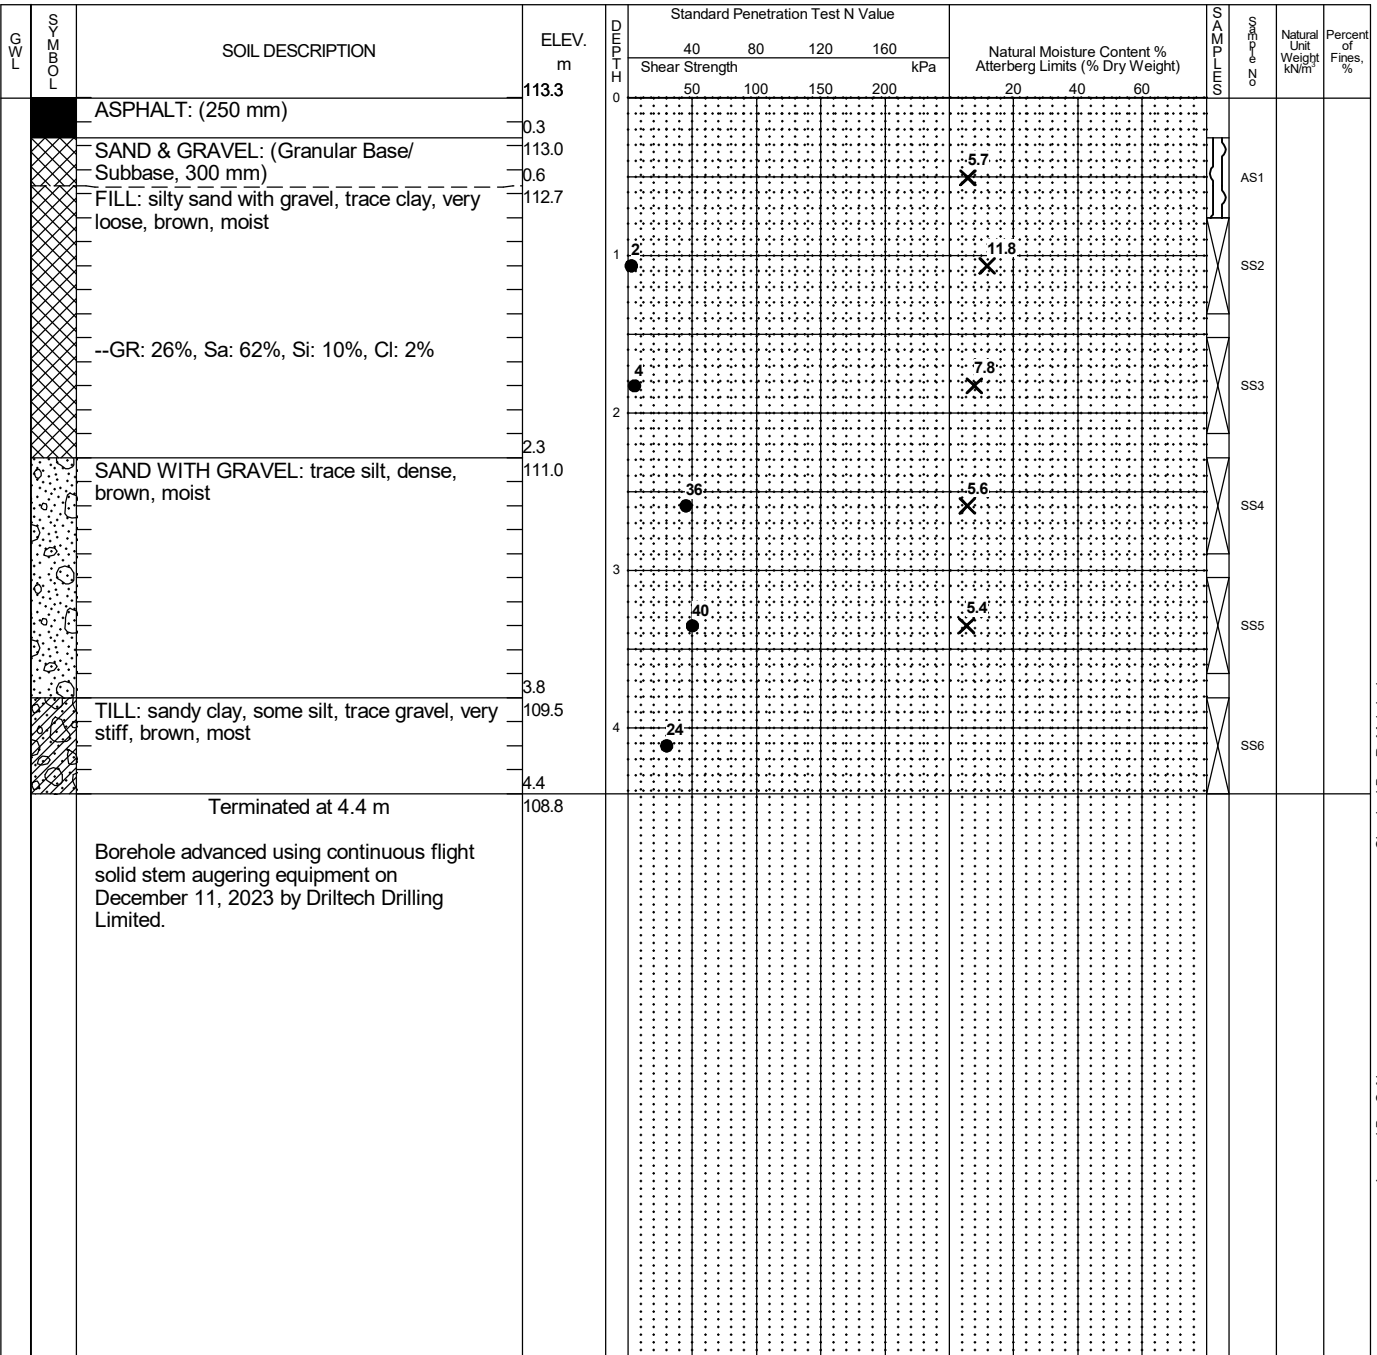 GWL
SYMBOL
SOIL DESCRIPTION
ELEV.
m
113.3
DEPTH
Standard Penetration Test N Value
40 80 120 160
Shear Strength kPa
50 100 150 200
Natural Moisture Content %
Atterberg Limits (% Dry Weight)
20 40 60
SAMPLES
Sample No
Natural
Unit
Weight
kN/m³
Percent
of
Fines,
%
0
ASPHALT: (250 mm)
0.3
SAND & GRAVEL: (Granular Base/ 113.0
Subbase, 300 mm) 0.6
5.7
AS1
FILL: silty sand with gravel, trace clay, very 112.7
loose, brown, moist
1
2
11.8
SS2
--GR: 26%, Sa: 62%, Si: 10%, Cl: 2%
4
7.8
SS3
2
2.3
SAND WITH GRAVEL: trace silt, dense, 111.0
brown, moist
36
5.6
SS4
3
40
5.4
SS5
3.8
TILL: sandy clay, some silt, trace gravel, very 109.5
stiff, brown, most
4
24
SS6
4.4
Terminated at 4.4 m 108.8
Borehole advanced using continuous flight
solid stem augering equipment on
December 11, 2023 by Driltech Drilling
Limited.